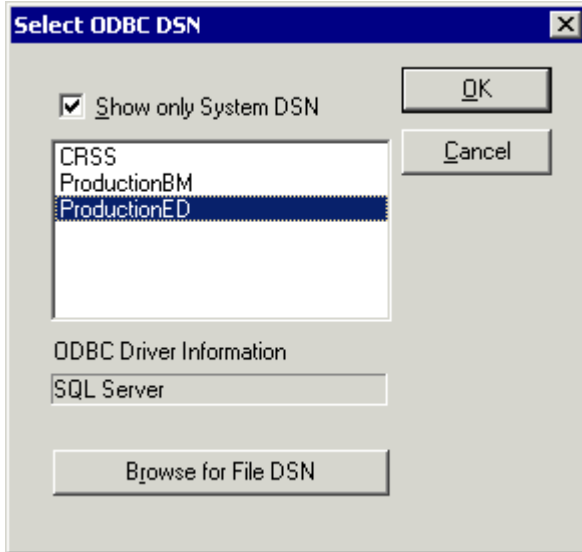 Select ODBC DSN
Show only System DSN
OK
Cancel
CRSS
ProductionBM
ProductionED
ODBC Driver Information
SQL Server
Browse for File DSN